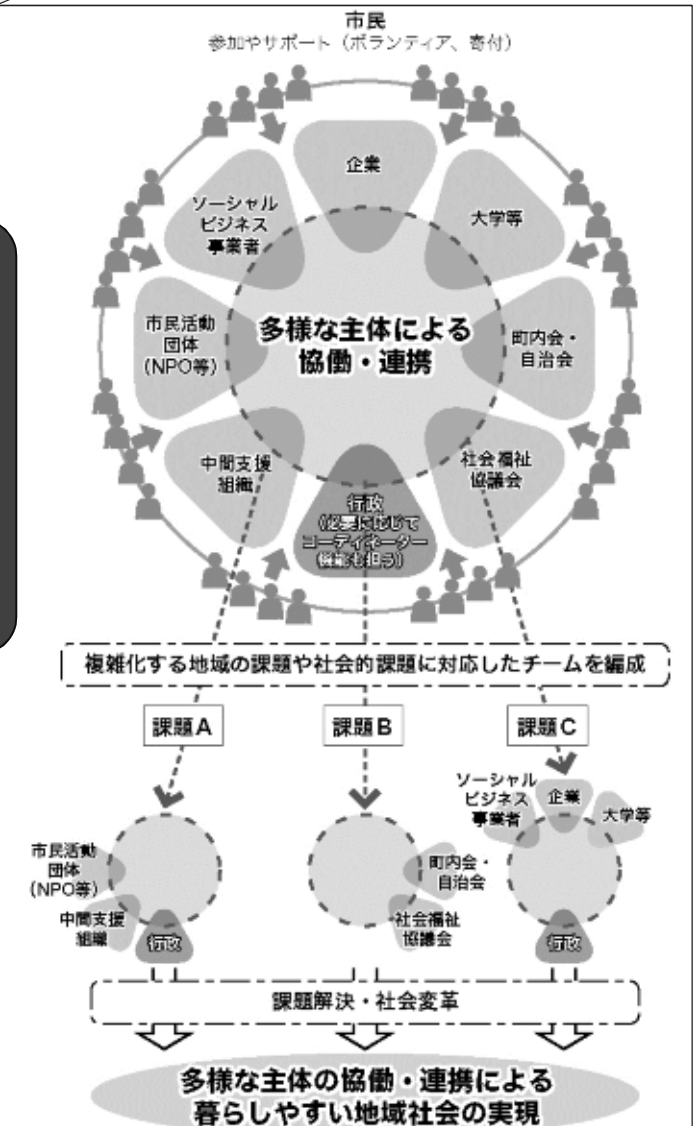 市民
参加やサポート（ボランティア、寄付）
企業
ソーシャル
ビジネス
事業者
大学等
市民活動
団体
（NPO等）
多様な主体による
協働・連携
町内会・
自治会
中間支援
組織
社会福祉
協議会
行政
（必要に応じて
コーディネーター
機能も担う）
複雑化する地域の課題や社会的課題に対応したチームを編成
課題A
課題B
課題C
市民活動
団体
（NPO等）
中間支援
組織
行政
町内会・
自治会
社会福祉
協議会
ソーシャル
ビジネス
事業者
企業
大学等
行政
課題解決・社会変革
多様な主体の協働・連携による
暮らしやすい地域社会の実現